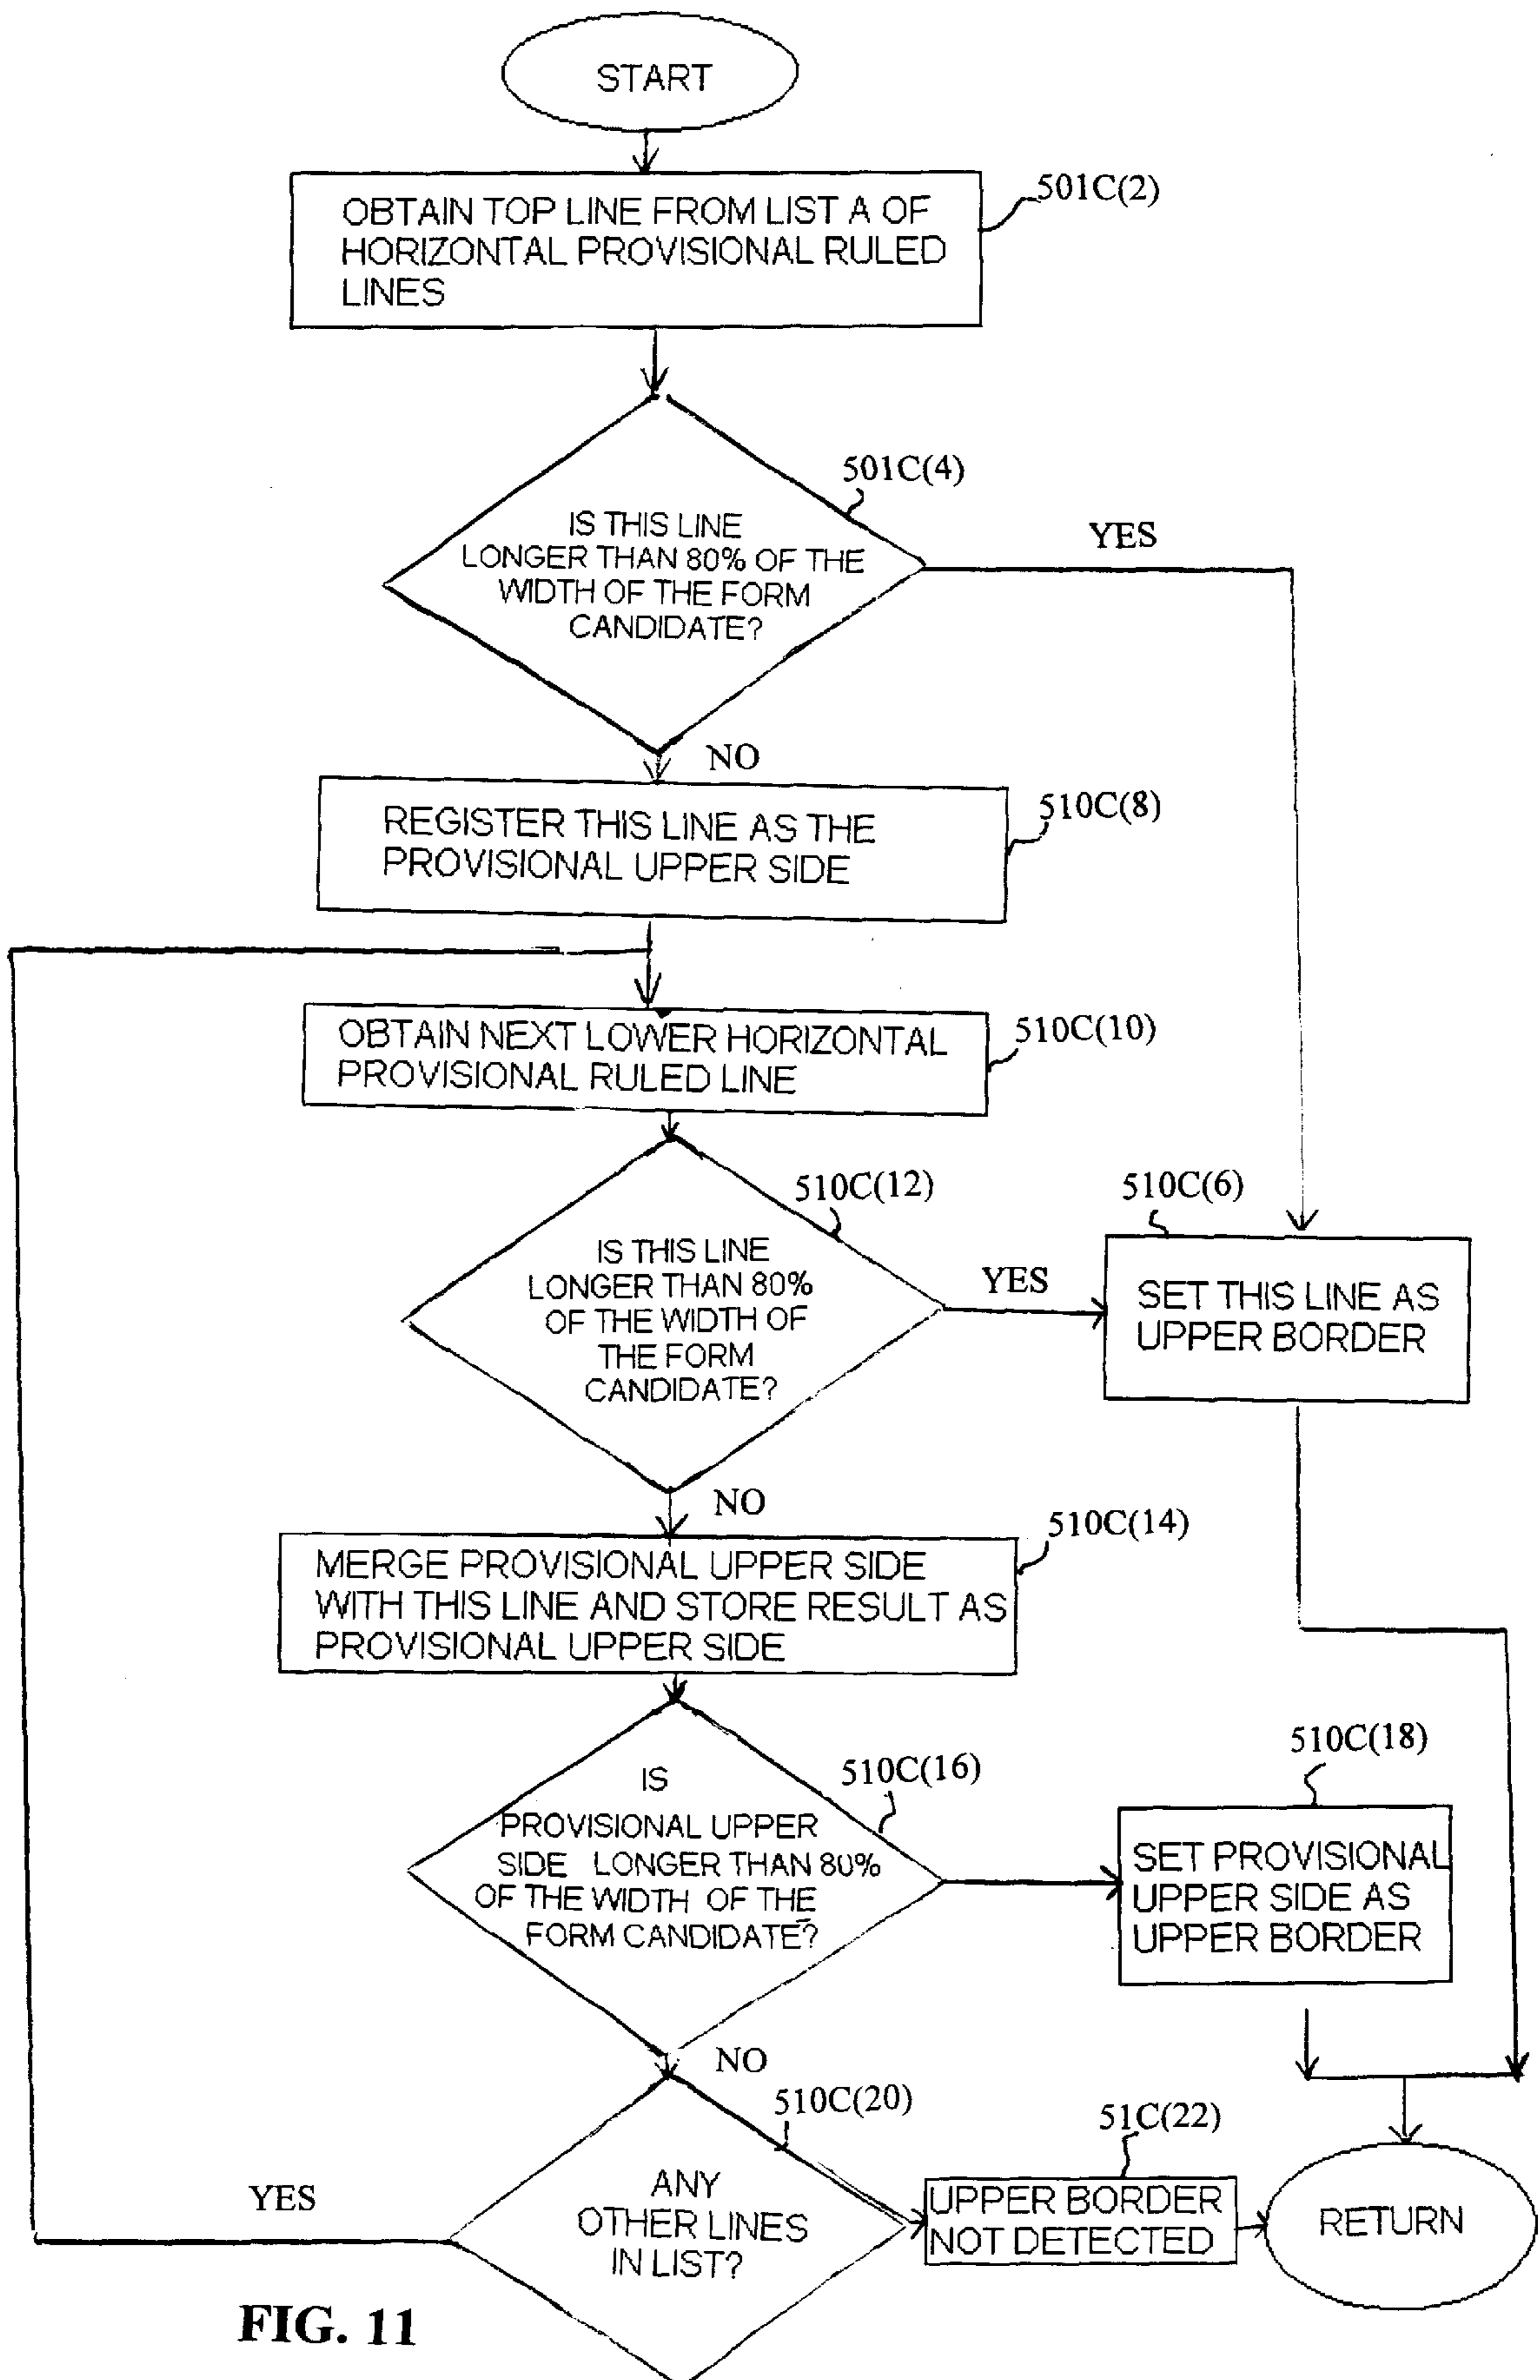 START
501C(2)
OBTAIN TOP LINE FROM LIST A OF
HORIZONTAL PROVISIONAL RULED
LINES
501C(4)
IS THIS LINE
LONGER THAN 80% OF THE
WIDTH OF THE FORM
CANDIDATE?
YES
NO
510C(8)
REGISTER THIS LINE AS THE
PROVISIONAL UPPER SIDE
510C(10)
OBTAIN NEXT LOWER HORIZONTAL
PROVISIONAL RULED LINE
510C(12)
IS THIS LINE
LONGER THAN 80%
OF THE WIDTH OF
THE FORM
CANDIDATE?
YES
510C(6)
SET THIS LINE AS
UPPER BORDER
NO
510C(14)
MERGE PROVISIONAL UPPER SIDE
WITH THIS LINE AND STORE RESULT AS
PROVISIONAL UPPER SIDE
510C(16)
IS
PROVISIONAL UPPER
SIDE LONGER THAN 80%
OF THE WIDTH OF THE
FORM CANDIDATE?
510C(18)
SET PROVISIONAL
UPPER SIDE AS
UPPER BORDER
NO
510C(20)
ANY
OTHER LINES
IN LIST?
YES
51C(22)
UPPER BORDER
NOT DETECTED
RETURN
FIG. 11